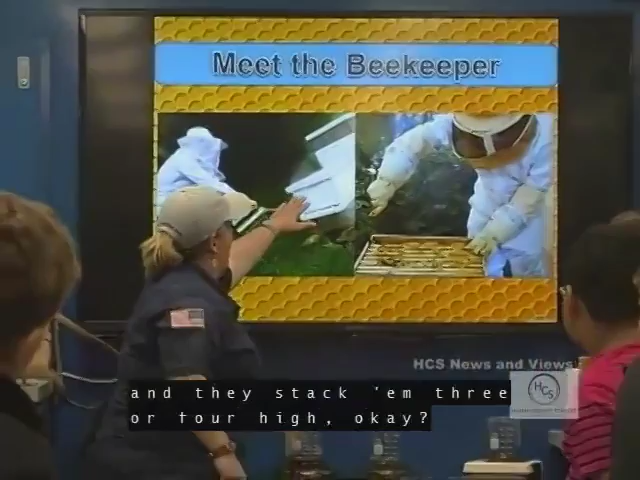 Meet the Beekeeper
HCS News and Views
HCS
and they stack 'em three
or four high, okay?